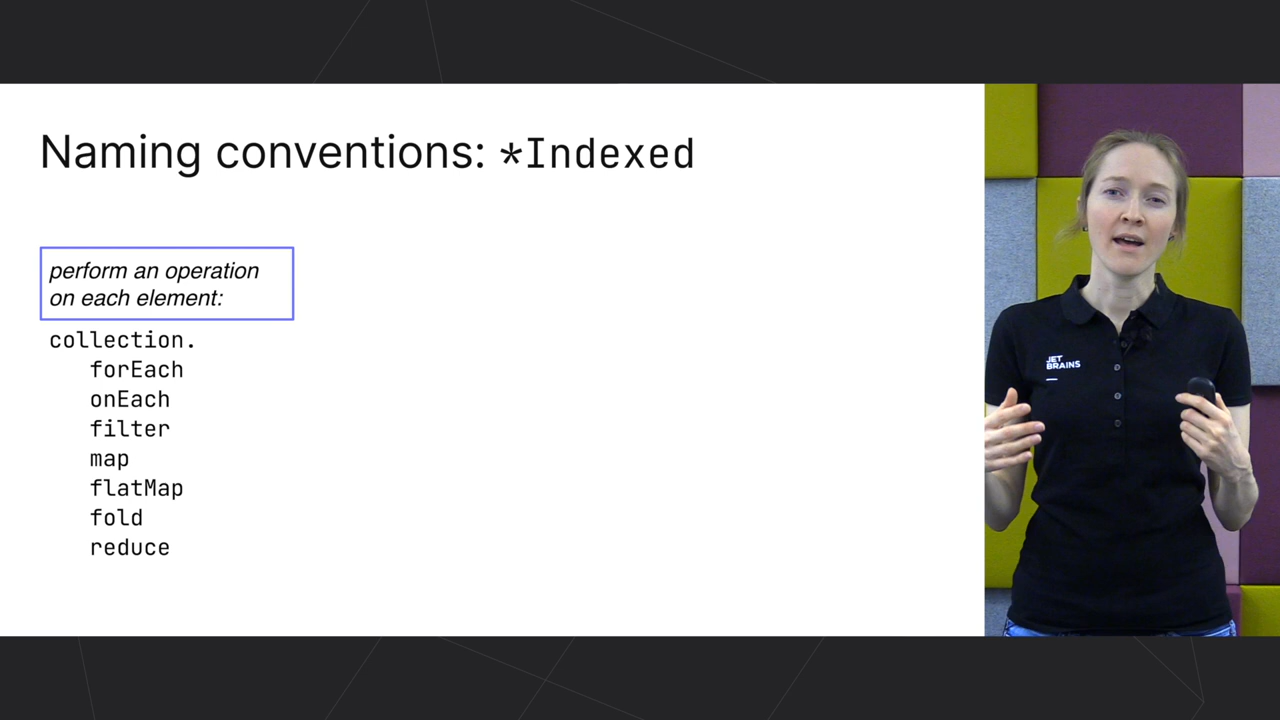 Naming conventions: *Indexed
perform an operation
on each element:
collection.
forEach
onEach
filter
map
flatMap
fold
reduce
JET
BRAINS